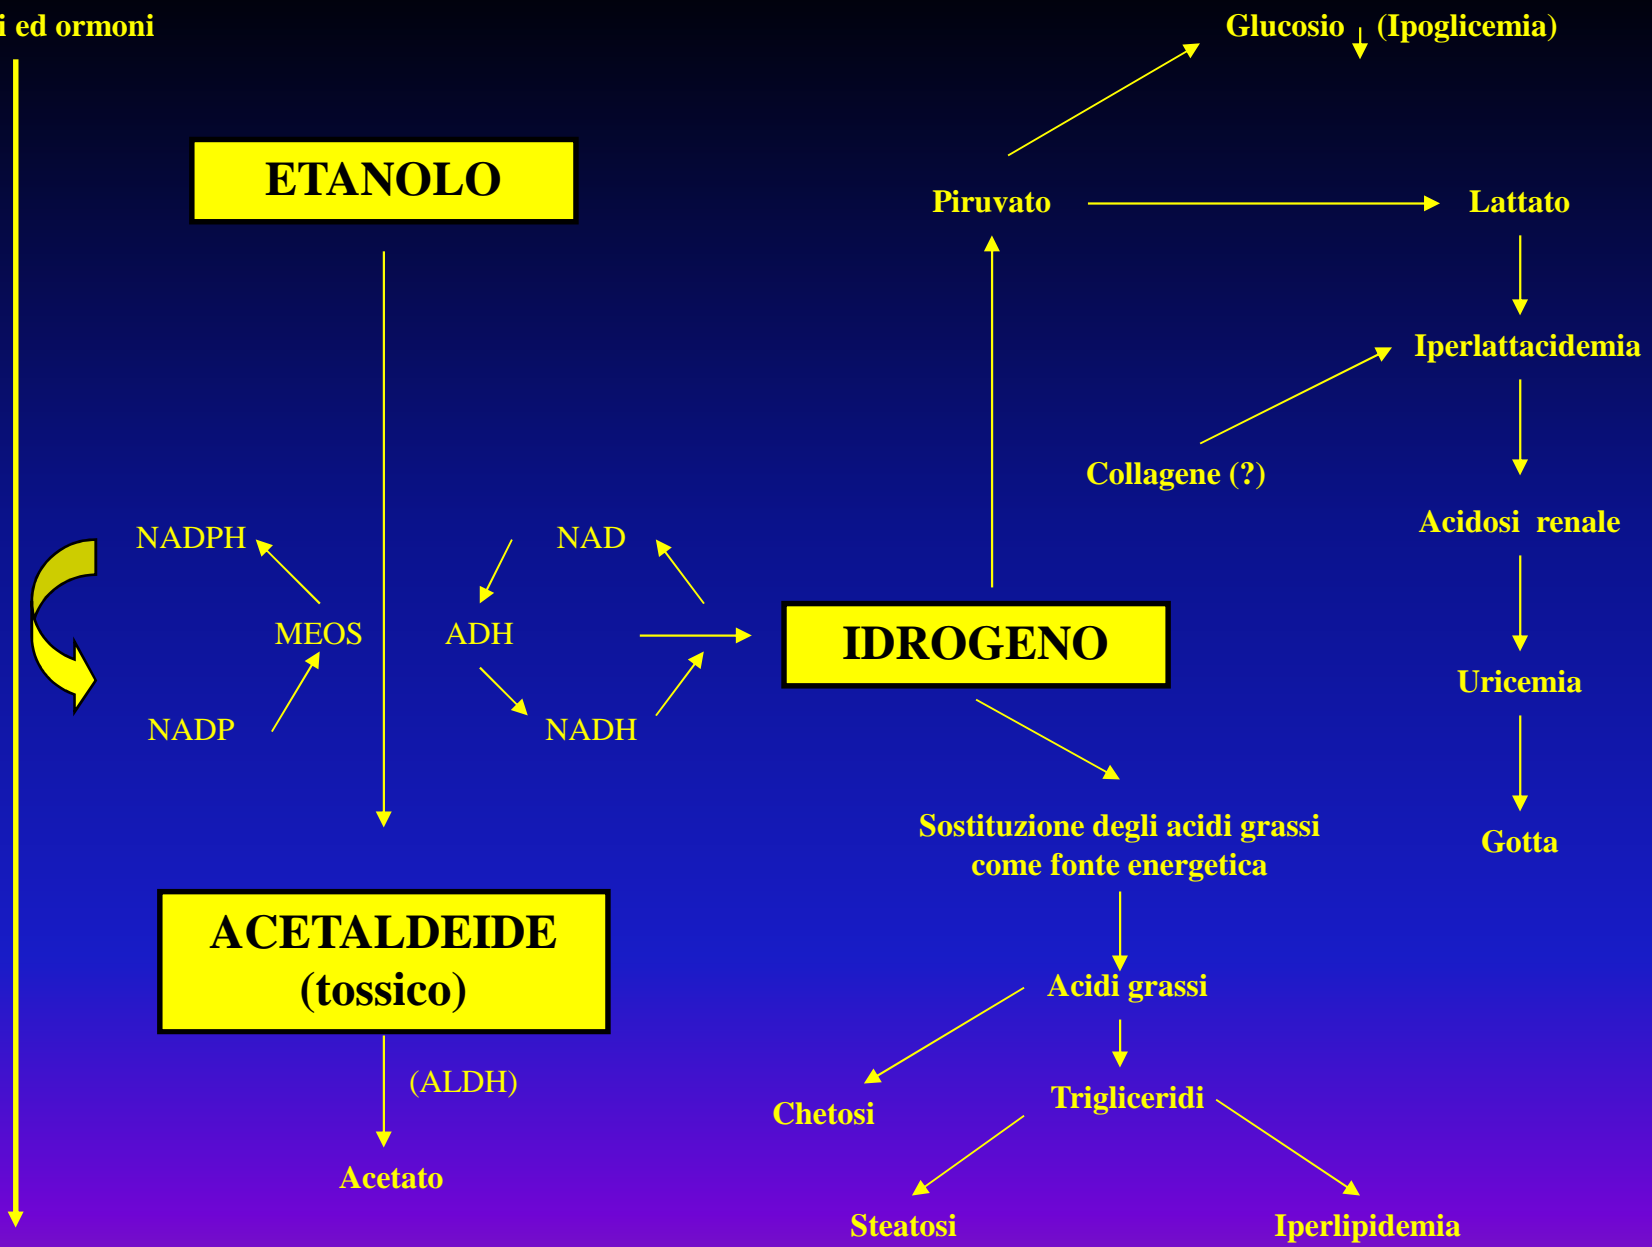 ed ormoni
Glucosio (Ipoglicemia)
ETANOLO
Piruvato
Lattato
Iperlattacidemia
Collagene (?)
Acidosi renale
NADPH
NAD
MEOS
ADH
IDROGENO
Uricemia
NADP
NADH
Sostituzione degli acidi grassi
come fonte energetica
Gotta
ACETALDEIDE
(tossico)
Acidi grassi
(ALDH)
Trigliceridi
Chetosi
Acetato
Steatosi
Iperlipidemia